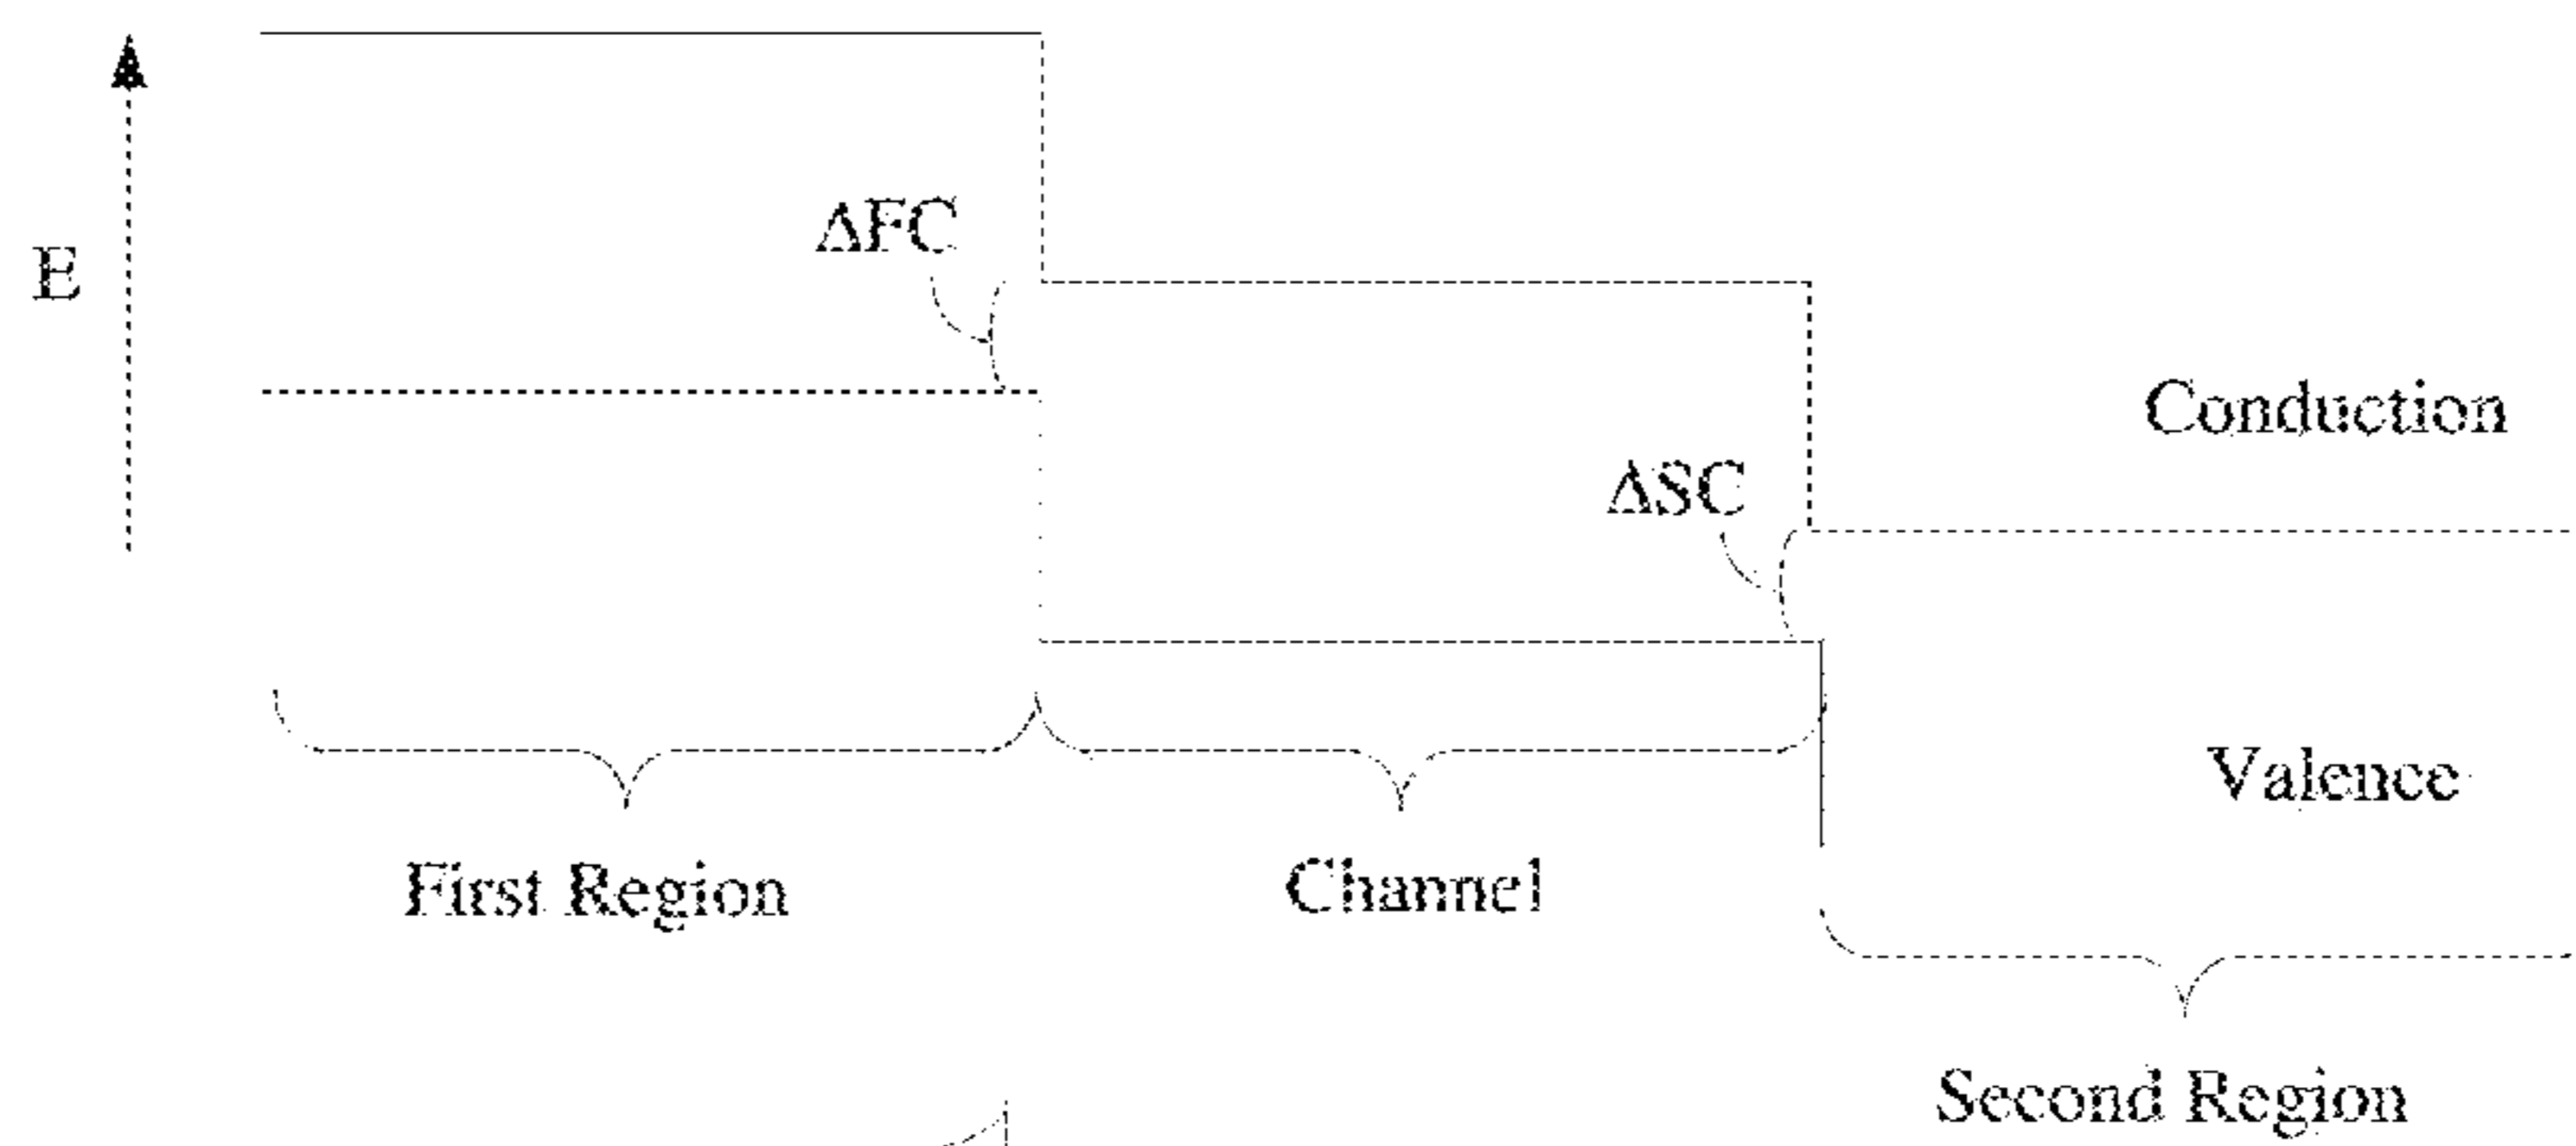 ΔFC
E
Conduction
ΔSC
Valence
First Region
Channel
Second Region